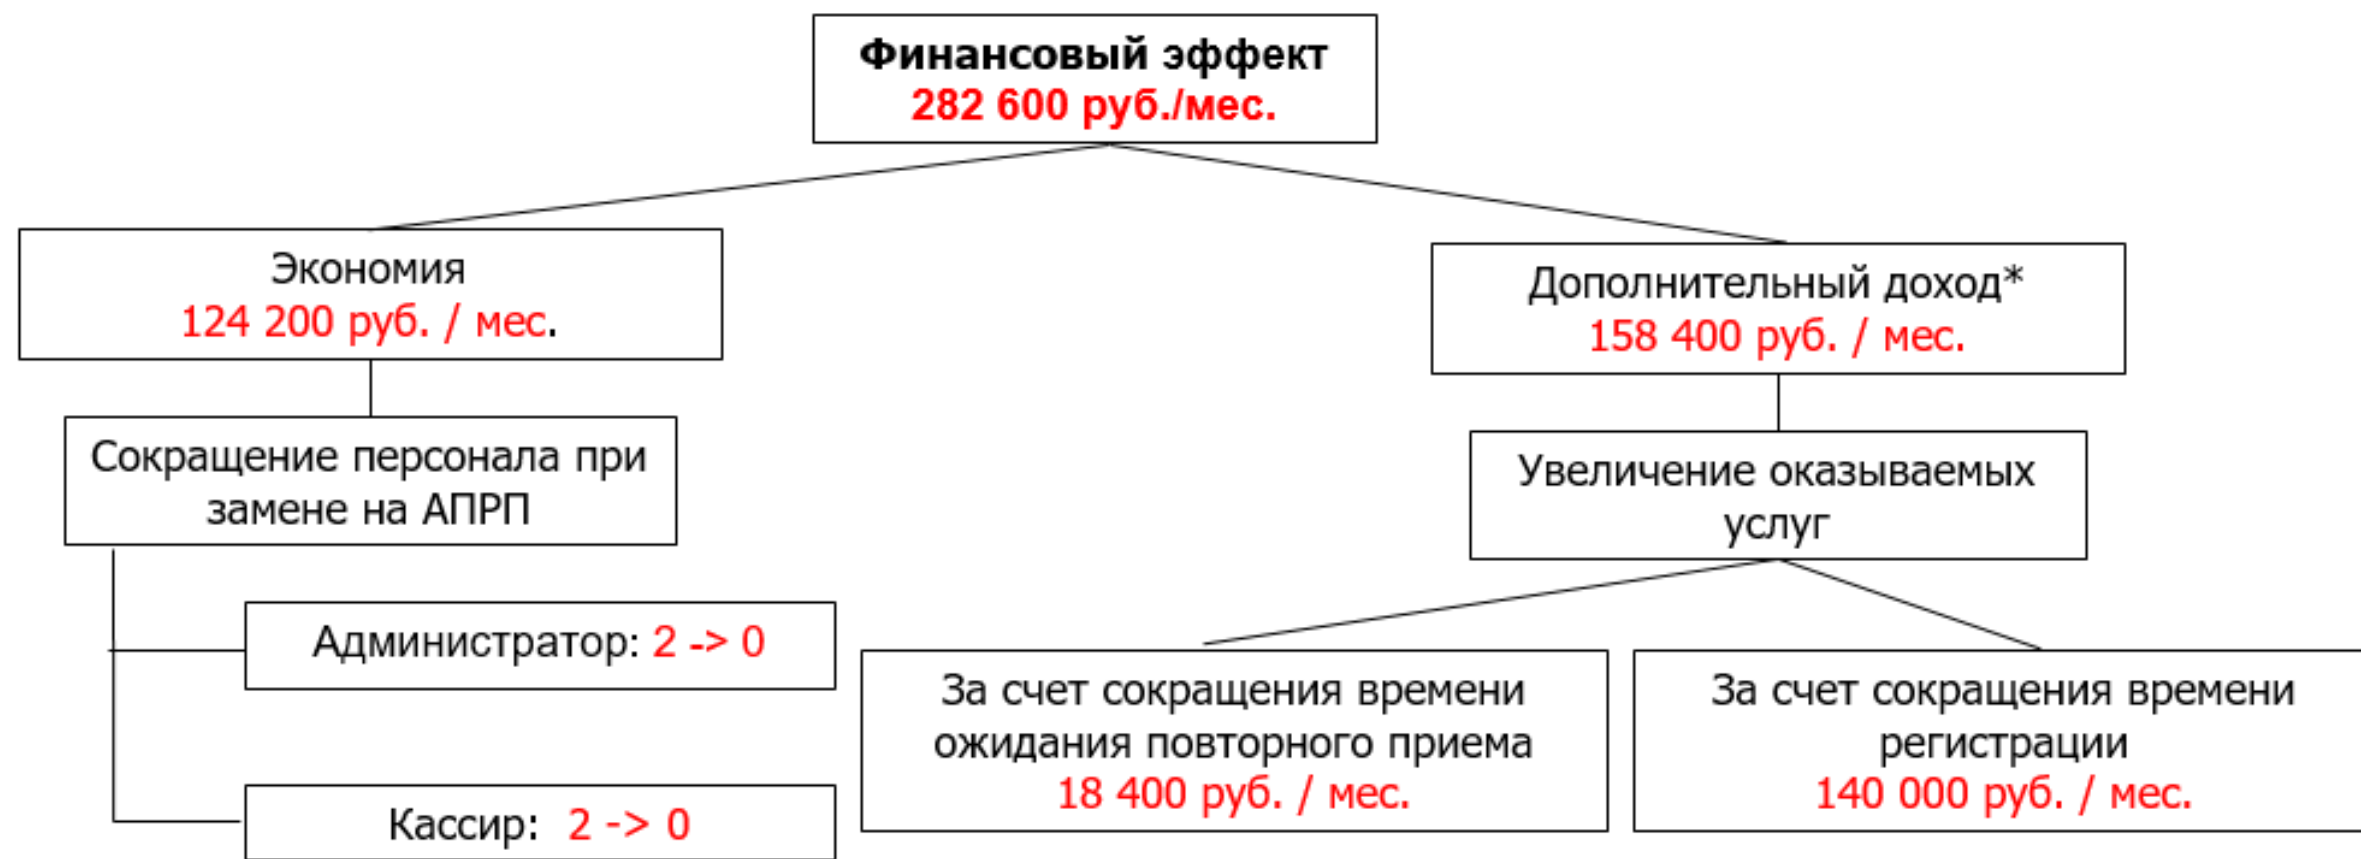 Финансовый эффект
282 600 руб./мес.
Экономия
124 200 руб. / мес.
Дополнительный доход*
158 400 руб. / мес.
Сокращение персонала при
замене на АПРП
Увеличение оказываемых
услуг
Администратор: 2 -> 0
Кассир: 2 -> 0
За счет сокращения времени
ожидания повторного приема
18 400 руб. / мес.
За счет сокращения времени
регистрации
140 000 руб. / мес.